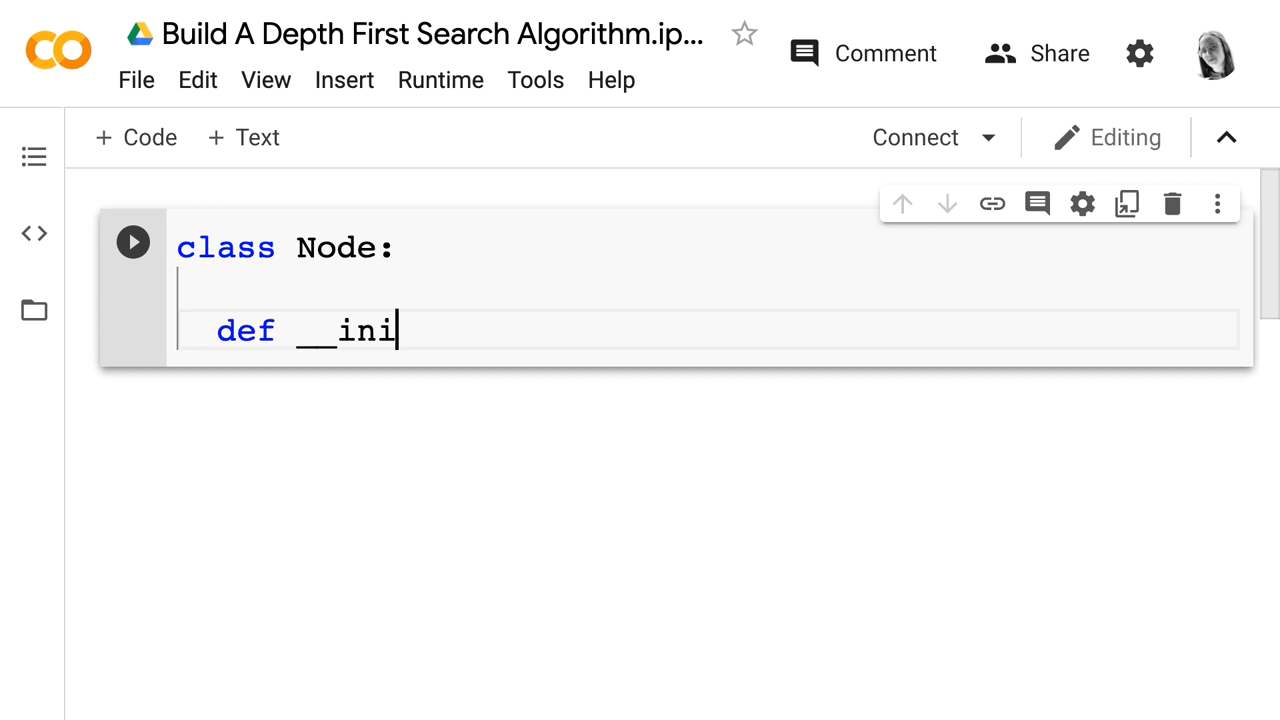 Build A Depth First Search Algorithm.ip...
File Edit View Insert Runtime Tools Help
Comment Share
+ Code + Text
Connect Editing
class Node:
def __ini